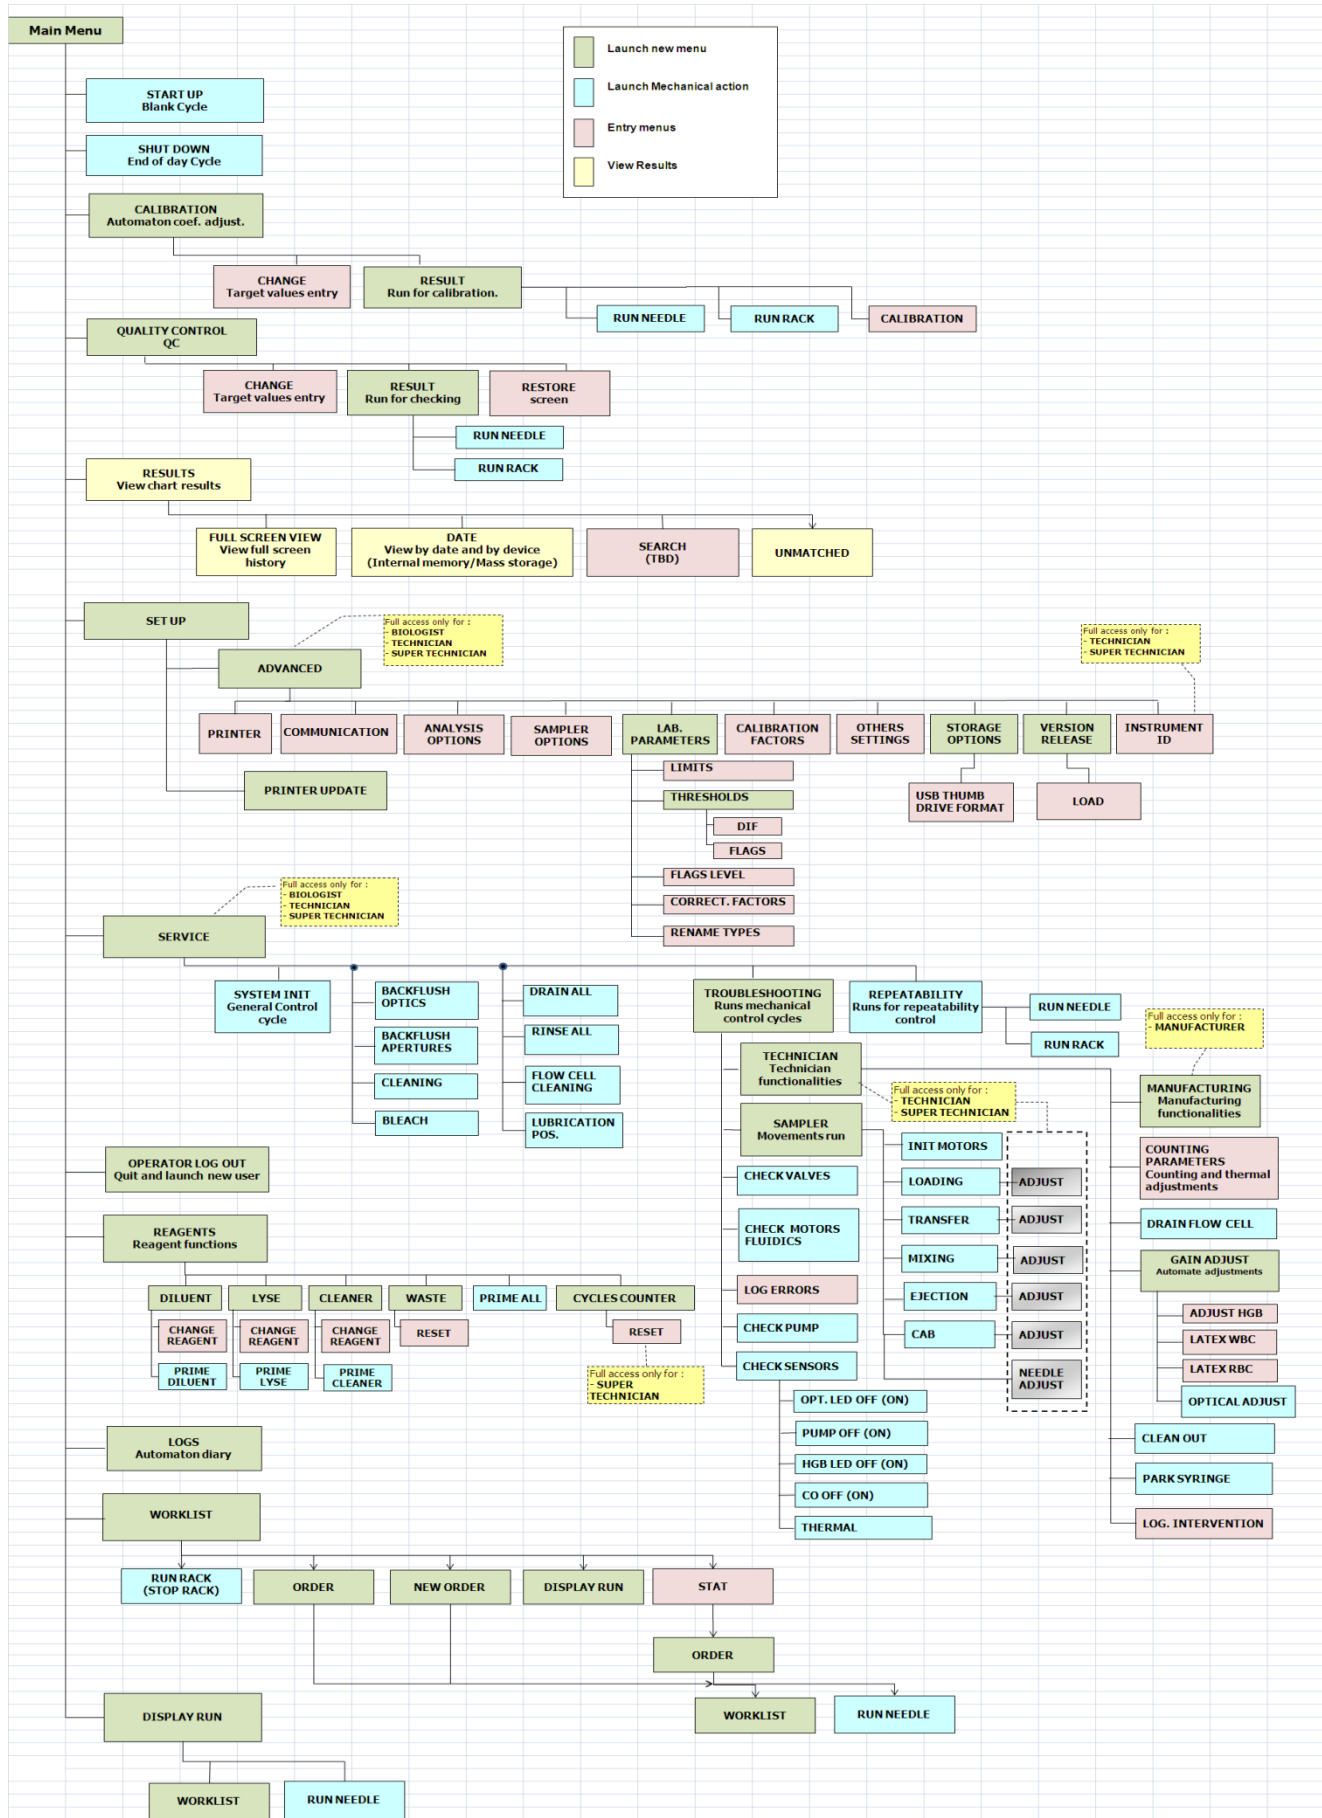 Main Menu
Launch new menu
Launch Mechanical action
Entry menus
View Results
START UP
Blank Cycle
SHUT DOWN
End of day Cycle
CALIBRATION
Automaton coef. adjust.
CHANGE
Target values entry
RESULT
Run for calibration.
RUN NEEDLE
RUN RACK
CALIBRATION
QUALITY CONTROL
QC
CHANGE
Target values entry
RESULT
Run for checking
RESTORE
screen
RUN NEEDLE
RUN RACK
RESULTS
View chart results
FULL SCREEN VIEW
View full screen
history
DATE
View by date and by device
(Internal memory/Mass storage)
SEARCH
(TBD)
UNMATCHED
SET UP
Full access only for :
- BIOLOGIST
- TECHNICIAN
- SUPER TECHNICIAN
Full access only for :
- TECHNICIAN
- SUPER TECHNICIAN
ADVANCED
PRINTER
COMMUNICATION
ANALYSIS
OPTIONS
SAMPLER
OPTIONS
LAB.
PARAMETERS
CALIBRATION
FACTORS
OTHERS
SETTINGS
STORAGE
OPTIONS
VERSION
RELEASE
INSTRUMENT
ID
LIMITS
THRESHOLDS
DIF
FLAGS
FLAGS LEVEL
CORRECT. FACTORS
RENAME TYPES
USB THUMB
DRIVE FORMAT
LOAD
PRINTER UPDATE
Full access only for :
- BIOLOGIST
- TECHNICIAN
- SUPER TECHNICIAN
SERVICE
SYSTEM INIT
General Control
cycle
BACKFLUSH
OPTICS
BACKFLUSH
APERTURES
CLEANING
BLEACH
DRAIN ALL
RINSE ALL
FLOW CELL
CLEANING
LUBRICATION
POS.
TROUBLESHOOTING
Runs mechanical
control cycles
REPEATABILITY
Runs for repeatability
control
RUN NEEDLE
RUN RACK
Full access only for :
- MANUFACTURER
TECHNICIAN
Technician
functionalities
Full access only for :
- TECHNICIAN
- SUPER TECHNICIAN
SAMPLER
Movements run
CHECK VALVES
CHECK MOTORS
FLUIDICS
LOG ERRORS
CHECK PUMP
CHECK SENSORS
OPT. LED OFF (ON)
PUMP OFF (ON)
HGB LED OFF (ON)
CO OFF (ON)
THERMAL
INIT MOTORS
LOADING
ADJUST
TRANSFER
ADJUST
MIXING
ADJUST
EJECTION
ADJUST
CAB
ADJUST
NEEDLE
ADJUST
MANUFACTURING
Manufacturing
functionalities
COUNTING
PARAMETERS
Counting and thermal
adjustments
DRAIN FLOW CELL
GAIN ADJUST
Automate adjustments
ADJUST HGB
LATEX WBC
LATEX RBC
OPTICAL ADJUST
CLEAN OUT
PARK SYRINGE
LOG. INTERVENTION
OPERATOR LOG OUT
Quit and launch new user
REAGENTS
Reagent functions
DILUENT
LYSE
CLEANER
WASTE
PRIME ALL
CYCLES COUNTER
CHANGE
REAGENT
CHANGE
REAGENT
CHANGE
REAGENT
RESET
RESET
PRIME
DILUENT
PRIME
LYSE
PRIME
CLEANER
Full access only for :
- SUPER
TECHNICIAN
LOGS
Automaton diary
WORKLIST
RUN RACK
(STOP RACK)
ORDER
NEW ORDER
DISPLAY RUN
STAT
ORDER
WORKLIST
RUN NEEDLE
DISPLAY RUN
WORKLIST
RUN NEEDLE